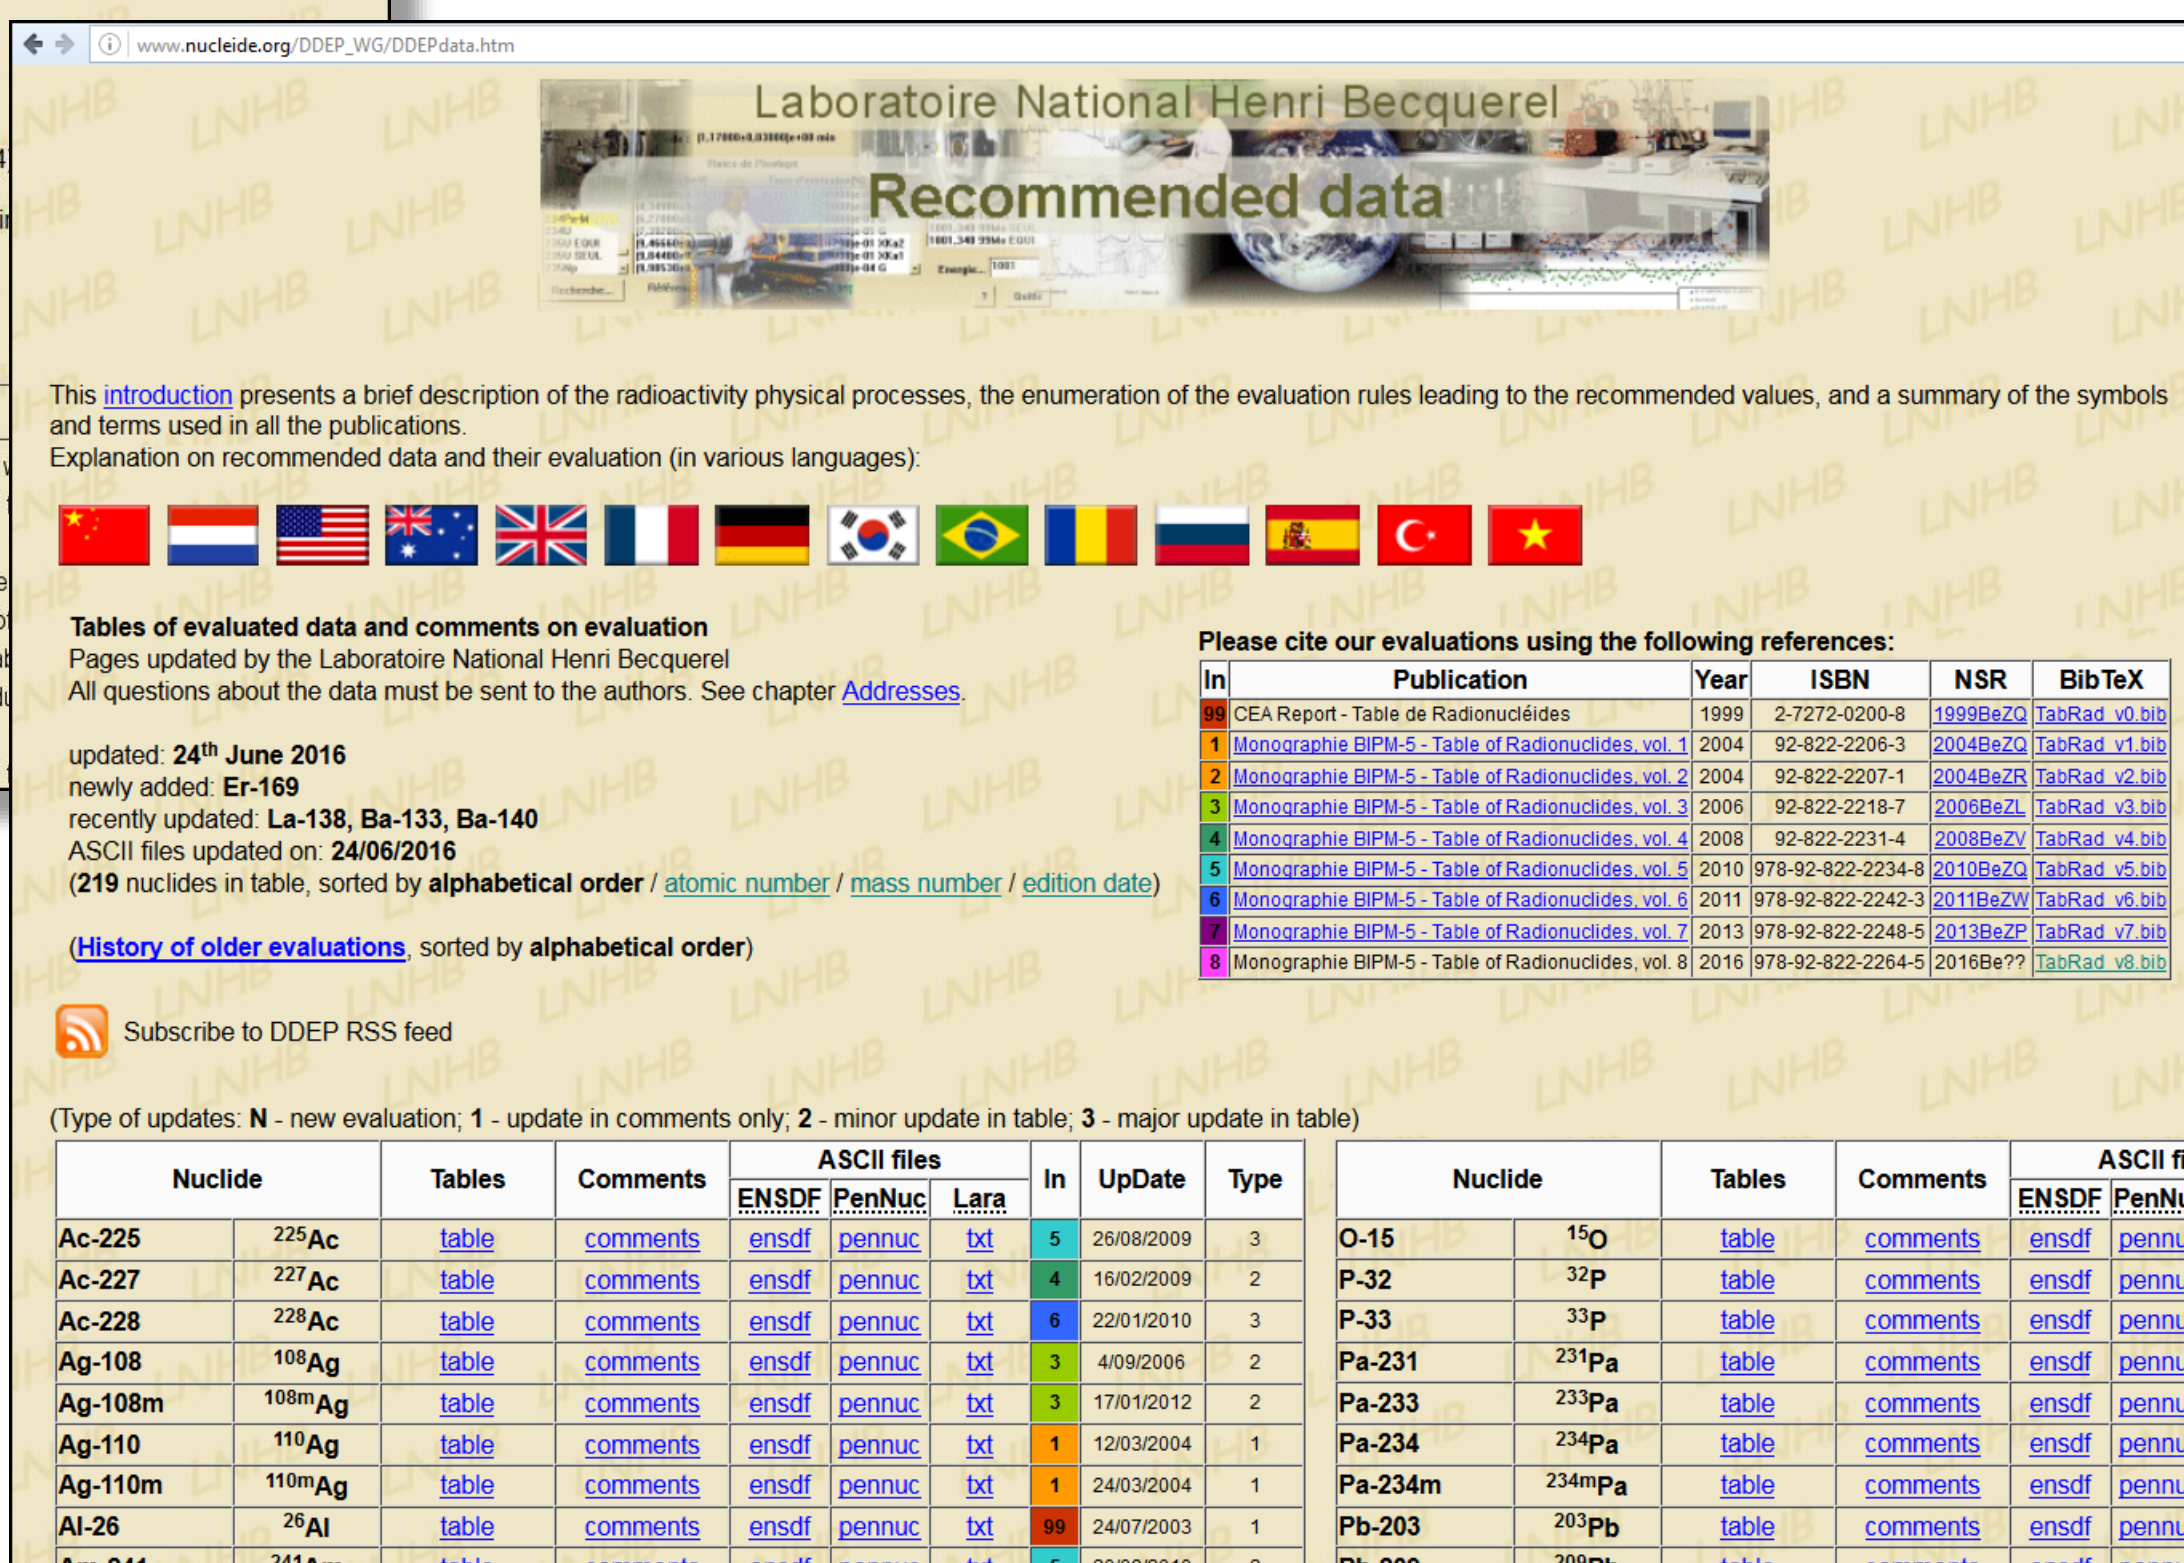 www.nucleide.org/DDEP_WG/DDEPdata.htm
Laboratoire National Henri Becquerel
Recommended data
This introduction presents a brief description of the radioactivity physical processes, the enumeration of the evaluation rules leading to the recommended values, and a summary of the symbols
and terms used in all the publications.
Explanation on recommended data and their evaluation (in various languages):
Tables of evaluated data and comments on evaluation
Pages updated by the Laboratoire National Henri Becquerel
All questions about the data must be sent to the authors. See chapter Addresses.
updated: 24th June 2016
newly added: Er-169
recently updated: La-138, Ba-133, Ba-140
ASCII files updated on: 24/06/2016
(219 nuclides in table, sorted by alphabetical order / atomic number / mass number / edition date)
(History of older evaluations, sorted by alphabetical order)
Subscribe to DDEP RSS feed
Please cite our evaluations using the following references:
In Publication Year ISBN NSR BibTeX
99 CEA Report - Table de Radionucléides 1999 2-7272-0200-8 1999BeZQ TabRad_v0.bib
1 Monographie BIPM-5 - Table of Radionuclides, vol. 1 2004 92-822-2206-3 2004BeZQ TabRad_v1.bib
2 Monographie BIPM-5 - Table of Radionuclides, vol. 2 2004 92-822-2207-1 2004BeZR TabRad_v2.bib
3 Monographie BIPM-5 - Table of Radionuclides, vol. 3 2006 92-822-2218-7 2006BeZL TabRad_v3.bib
4 Monographie BIPM-5 - Table of Radionuclides, vol. 4 2008 92-822-2231-4 2008BeZV TabRad_v4.bib
5 Monographie BIPM-5 - Table of Radionuclides, vol. 5 2010 978-92-822-2234-8 2010BeZQ TabRad_v5.bib
6 Monographie BIPM-5 - Table of Radionuclides, vol. 6 2011 978-92-822-2242-3 2011BeZW TabRad_v6.bib
7 Monographie BIPM-5 - Table of Radionuclides, vol. 7 2013 978-92-822-2248-5 2013BeZP TabRad_v7.bib
8 Monographie BIPM-5 - Table of Radionuclides, vol. 8 2016 978-92-822-2264-5 2016Be?? TabRad_v8.bib
(Type of updates: N - new evaluation; 1 - update in comments only; 2 - minor update in table; 3 - major update in table)
Nuclide Tables Comments ASCII files In UpDate Type Nuclide Tables Comments ASCII
ENSDF PenNuc Lara ENSDF
Ac-225 225Ac table comments ensdf pennuc txt 5 26/08/2009 3 O-15 15O table comments ensdf
Ac-227 227Ac table comments ensdf pennuc txt 4 16/02/2009 2 P-32 32P table comments ensdf
Ac-228 228Ac table comments ensdf pennuc txt 6 22/01/2010 3 P-33 33P table comments ensdf
Ag-108 108Ag table comments ensdf pennuc txt 3 4/09/2006 2 Pa-231 231Pa table comments ensdf
Ag-108m 108mAg table comments ensdf pennuc txt 3 17/01/2012 2 Pa-233 233Pa table comments ensdf
Ag-110 110Ag table comments ensdf pennuc txt 1 12/03/2004 1 Pa-234 234Pa table comments ensdf
Ag-110m 110mAg table comments ensdf pennuc txt 1 24/03/2004 1 Pa-234m 234mPa table comments ensdf
Al-26 26Al table comments ensdf pennuc txt 99 24/07/2003 1 Pb-203 203Pb table comments ensdf